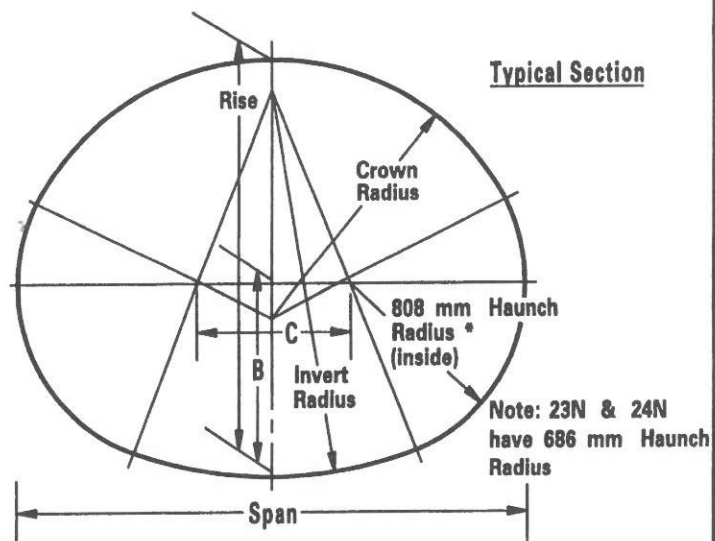 Typical Section
Rise
Crown
Radius
808 mm Haunch
Radius *
(inside)
C
B
Invert
Radius
Note: 23N & 24N
have 686 mm Haunch
Radius
Span